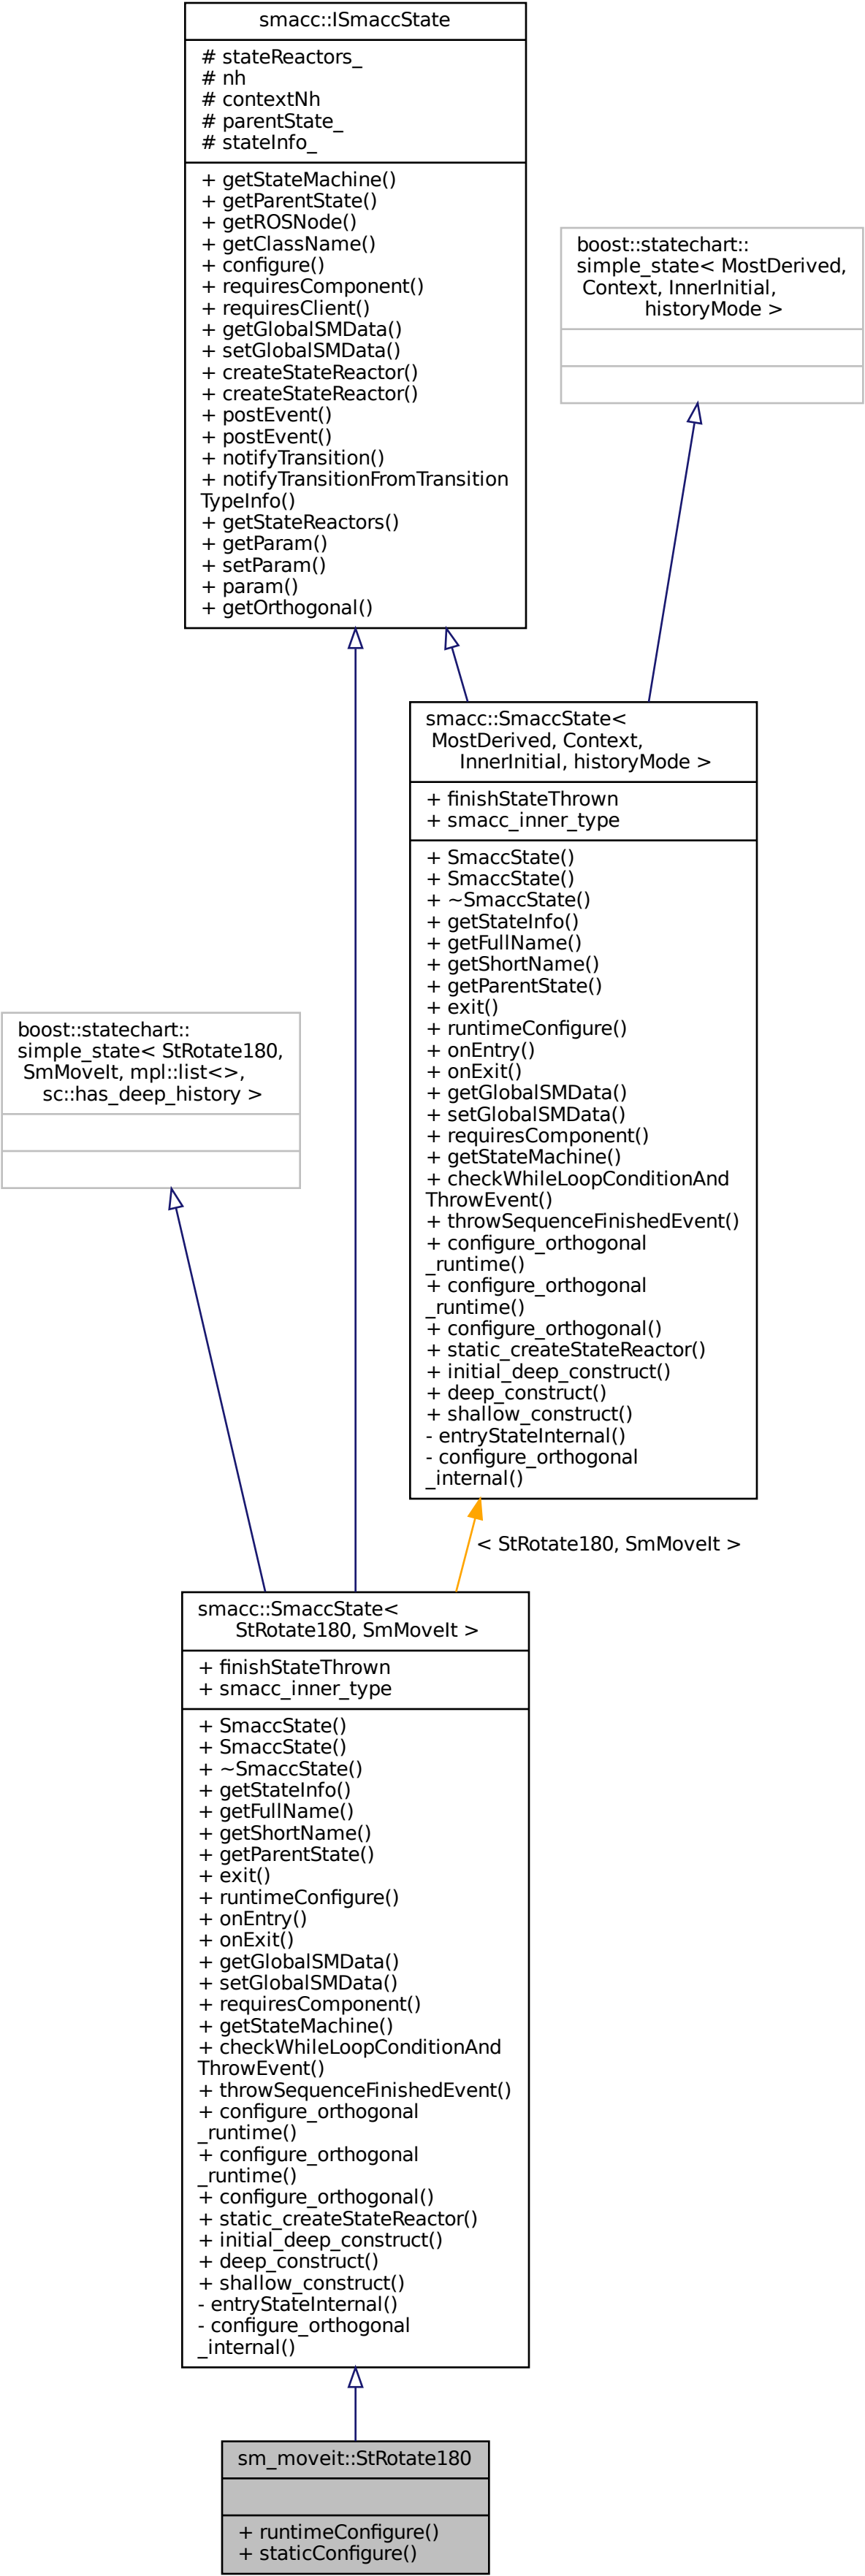 smacc::ISmaccState
# stateReactors_
# nh
# contextNh
# parentState_
# stateInfo_
+ getStateMachine()
+ getParentState()
+ getROSNode()
+ getClassName()
+ configure()
+ requiresComponent()
+ requiresClient()
+ getGlobalSMData()
+ setGlobalSMData()
+ createStateReactor()
+ createStateReactor()
+ postEvent()
+ postEvent()
+ notifyTransition()
+ notifyTransitionFromTransition
TypeInfo()
+ getStateReactors()
+ getParam()
+ setParam()
+ param()
+ getOrthogonal()
boost::statechart::
simple_state< MostDerived,
Context, InnerInitial,
historyMode >
smacc::SmaccState<
MostDerived, Context,
InnerInitial, historyMode >
+ finishStateThrown
+ smacc_inner_type
+ SmaccState()
+ SmaccState()
+ ~SmaccState()
+ getStateInfo()
+ getFullName()
+ getShortName()
+ getParentState()
+ exit()
+ runtimeConfigure()
+ onEntry()
+ onExit()
+ getGlobalSMData()
+ setGlobalSMData()
+ requiresComponent()
+ getStateMachine()
+ checkWhileLoopConditionAnd
ThrowEvent()
+ throwSequenceFinishedEvent()
+ configure_orthogonal
_runtime()
+ configure_orthogonal
_runtime()
+ configure_orthogonal()
+ static_createStateReactor()
+ initial_deep_construct()
+ deep_construct()
+ shallow_construct()
- entryStateInternal()
- configure_orthogonal
_internal()
boost::statechart::
simple_state< StRotate180,
SmMoveIt, mpl::list<>,
sc::has_deep_history >
< StRotate180, SmMoveIt >
smacc::SmaccState<
StRotate180, SmMoveIt >
+ finishStateThrown
+ smacc_inner_type
+ SmaccState()
+ SmaccState()
+ ~SmaccState()
+ getStateInfo()
+ getFullName()
+ getShortName()
+ getParentState()
+ exit()
+ runtimeConfigure()
+ onEntry()
+ onExit()
+ getGlobalSMData()
+ setGlobalSMData()
+ requiresComponent()
+ getStateMachine()
+ checkWhileLoopConditionAnd
ThrowEvent()
+ throwSequenceFinishedEvent()
+ configure_orthogonal
_runtime()
+ configure_orthogonal
_runtime()
+ configure_orthogonal()
+ static_createStateReactor()
+ initial_deep_construct()
+ deep_construct()
+ shallow_construct()
- entryStateInternal()
- configure_orthogonal
_internal()
sm_moveit::StRotate180
+ runtimeConfigure()
+ staticConfigure()